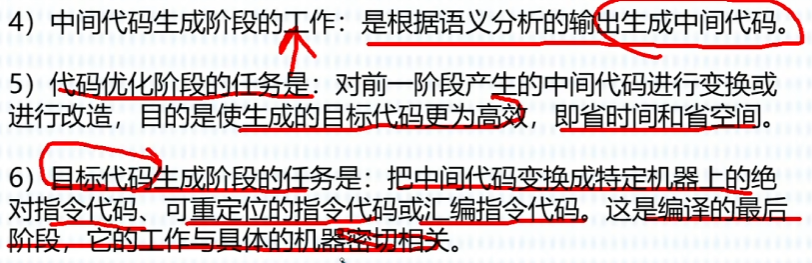 4）中间代码生成阶段的工作：是根据语义分析的输出生成中间代码。
5）代码优化阶段的任务是：对前一阶段产生的中间代码进行变换或
进行改造，目的是使生成的目标代码更为高效，即省时间和省空间。
6）目标代码生成阶段的任务是：把中间代码变换成特定机器上的绝
对指令代码、可重定位的指令代码或汇编指令代码。这是编译的最后
阶段，它的工作与具体的机器密切相关。